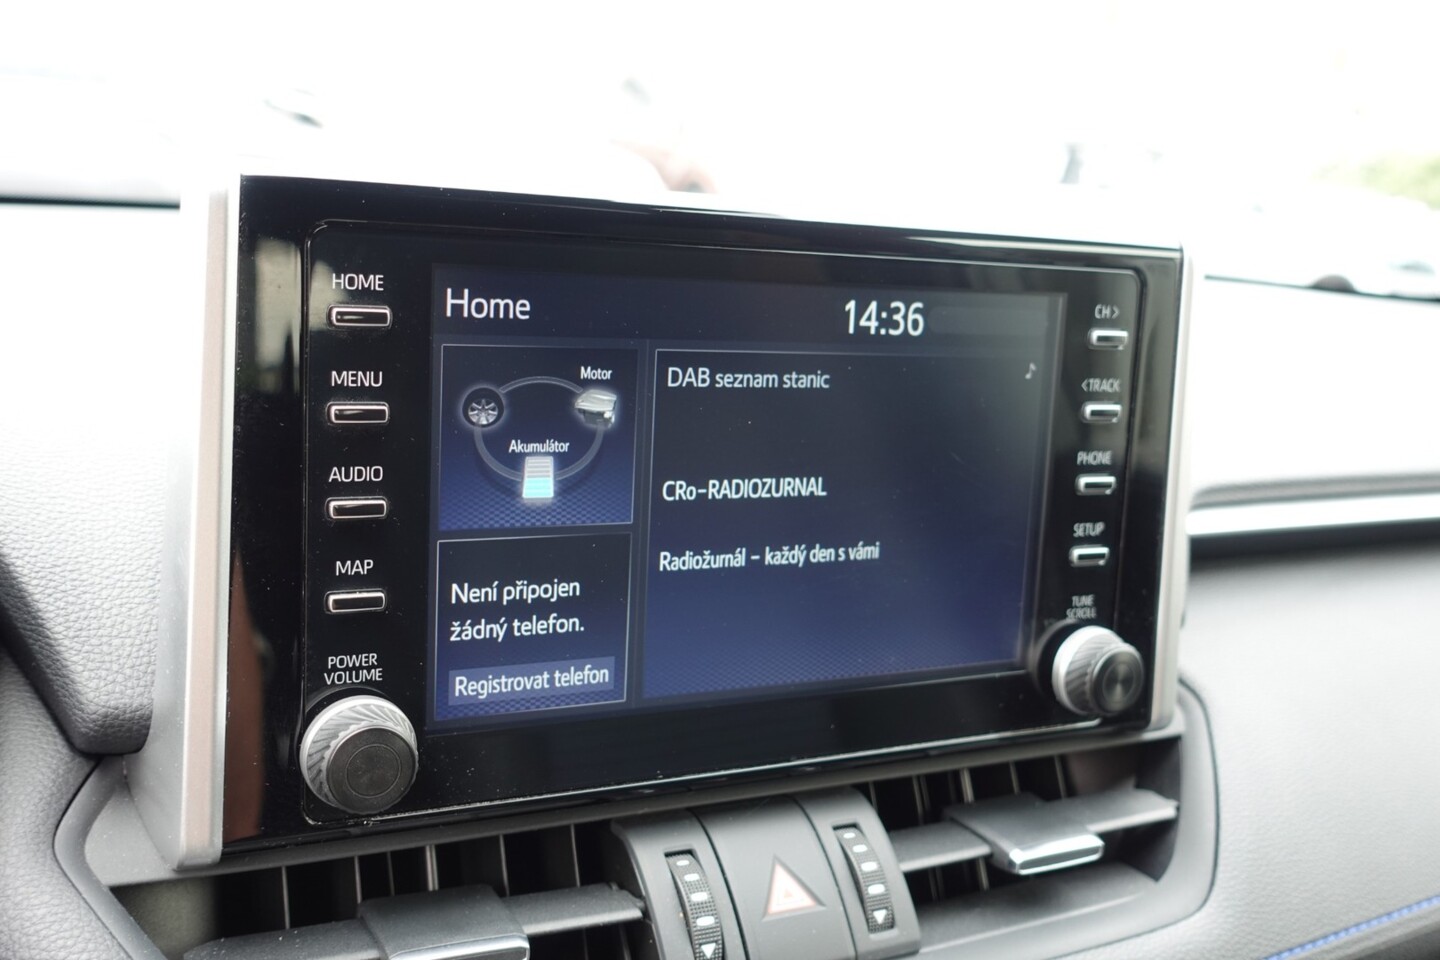 HOME
MENU
AUDIO
MAP
POWER
VOLUME
Home
14:36
Motor
Akumulátor
Není připojen
žádný telefon.
Registrovat telefon
DAB seznam stanic
CRo-RADIOZURNAL
Radiožurnál - každý den s vámi
CH >
< TRACK
PHONE
SETUP
TUNE
SCROLL